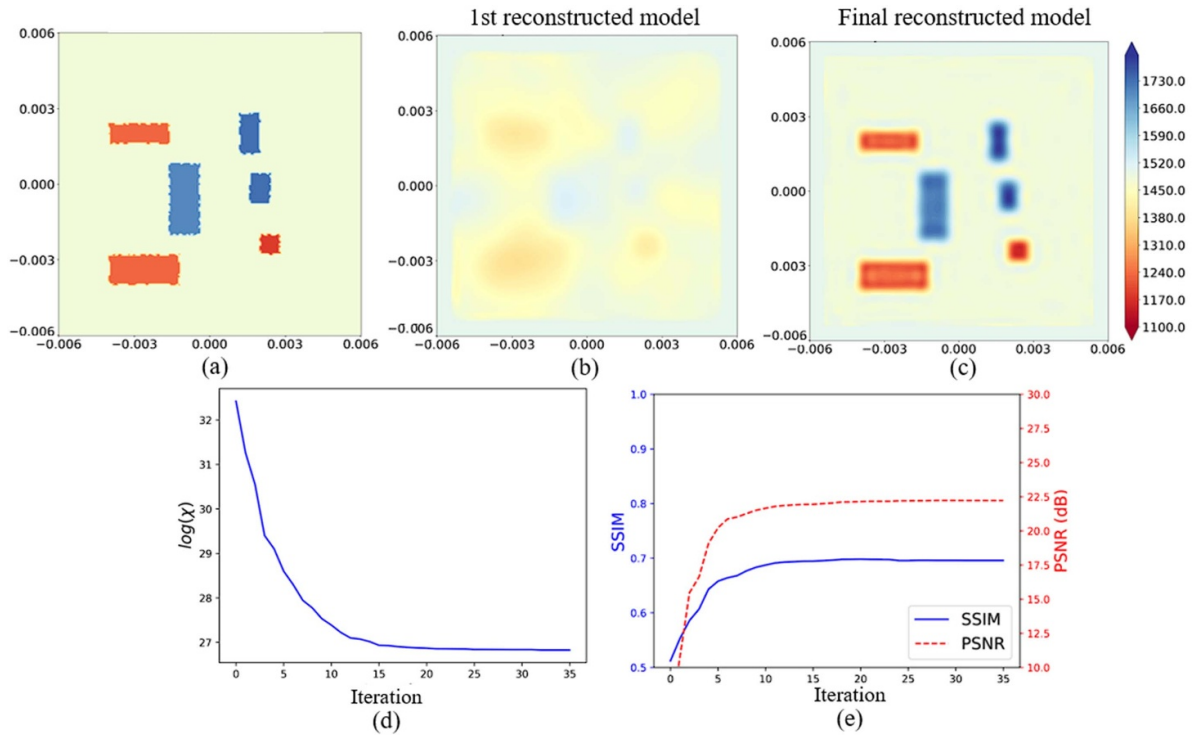 1st reconstructed model
Final reconstructed model
0.006
0.003
0.000
−0.003
−0.006
−0.006 −0.003 0.000 0.003 0.006
(a)
0.006
0.003
0.000
−0.003
−0.006
−0.006 −0.003 0.000 0.003 0.006
(b)
0.006
0.003
0.000
0.003
−0.006
−0.006 −0.003 0.000 0.003 0.006
(c)
1730.0
1660.0
1590.0
1520.0
1450.0
1380.0
1310.0
1240.0
1170.0
1100.0
log(χ)
32
31
30
29
28
27
0 5 10 15 20 25 30 35
Iteration
(d)
SSIM
1.0
0.9
0.8
0.7
0.6
0.5
30.0
27.5
25.0
22.5
20.0
17.5
15.0
12.5
10.0
PSNR (dB)
SSIM
PSNR
0 5 10 15 20 25 30 35
Iteration
(e)